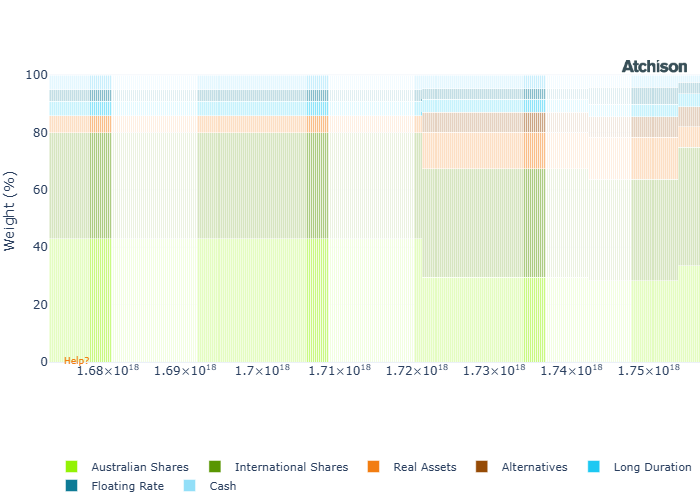 Atchison
100
80
60
40
20
0
Weight (%)
Help?
1.68×10¹⁸ 1.69×10¹⁸ 1.7×10¹⁸ 1.71×10¹⁸ 1.72×10¹⁸ 1.73×10¹⁸ 1.74×10¹⁸ 1.75×10¹⁸
Australian Shares International Shares Real Assets Alternatives Long Duration
Floating Rate Cash